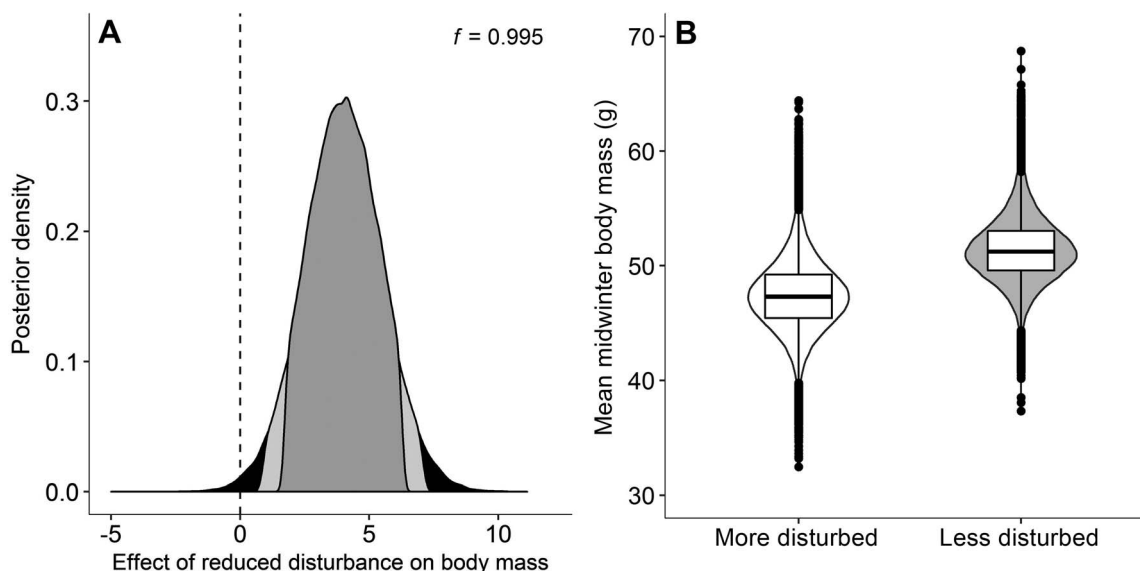 A
f = 0.995
Posterior density
0.3
0.2
0.1
0.0
-5
0
5
10
Effect of reduced disturbance on body mass
B
Mean midwinter body mass (g)
70
60
50
40
30
More disturbed
Less disturbed